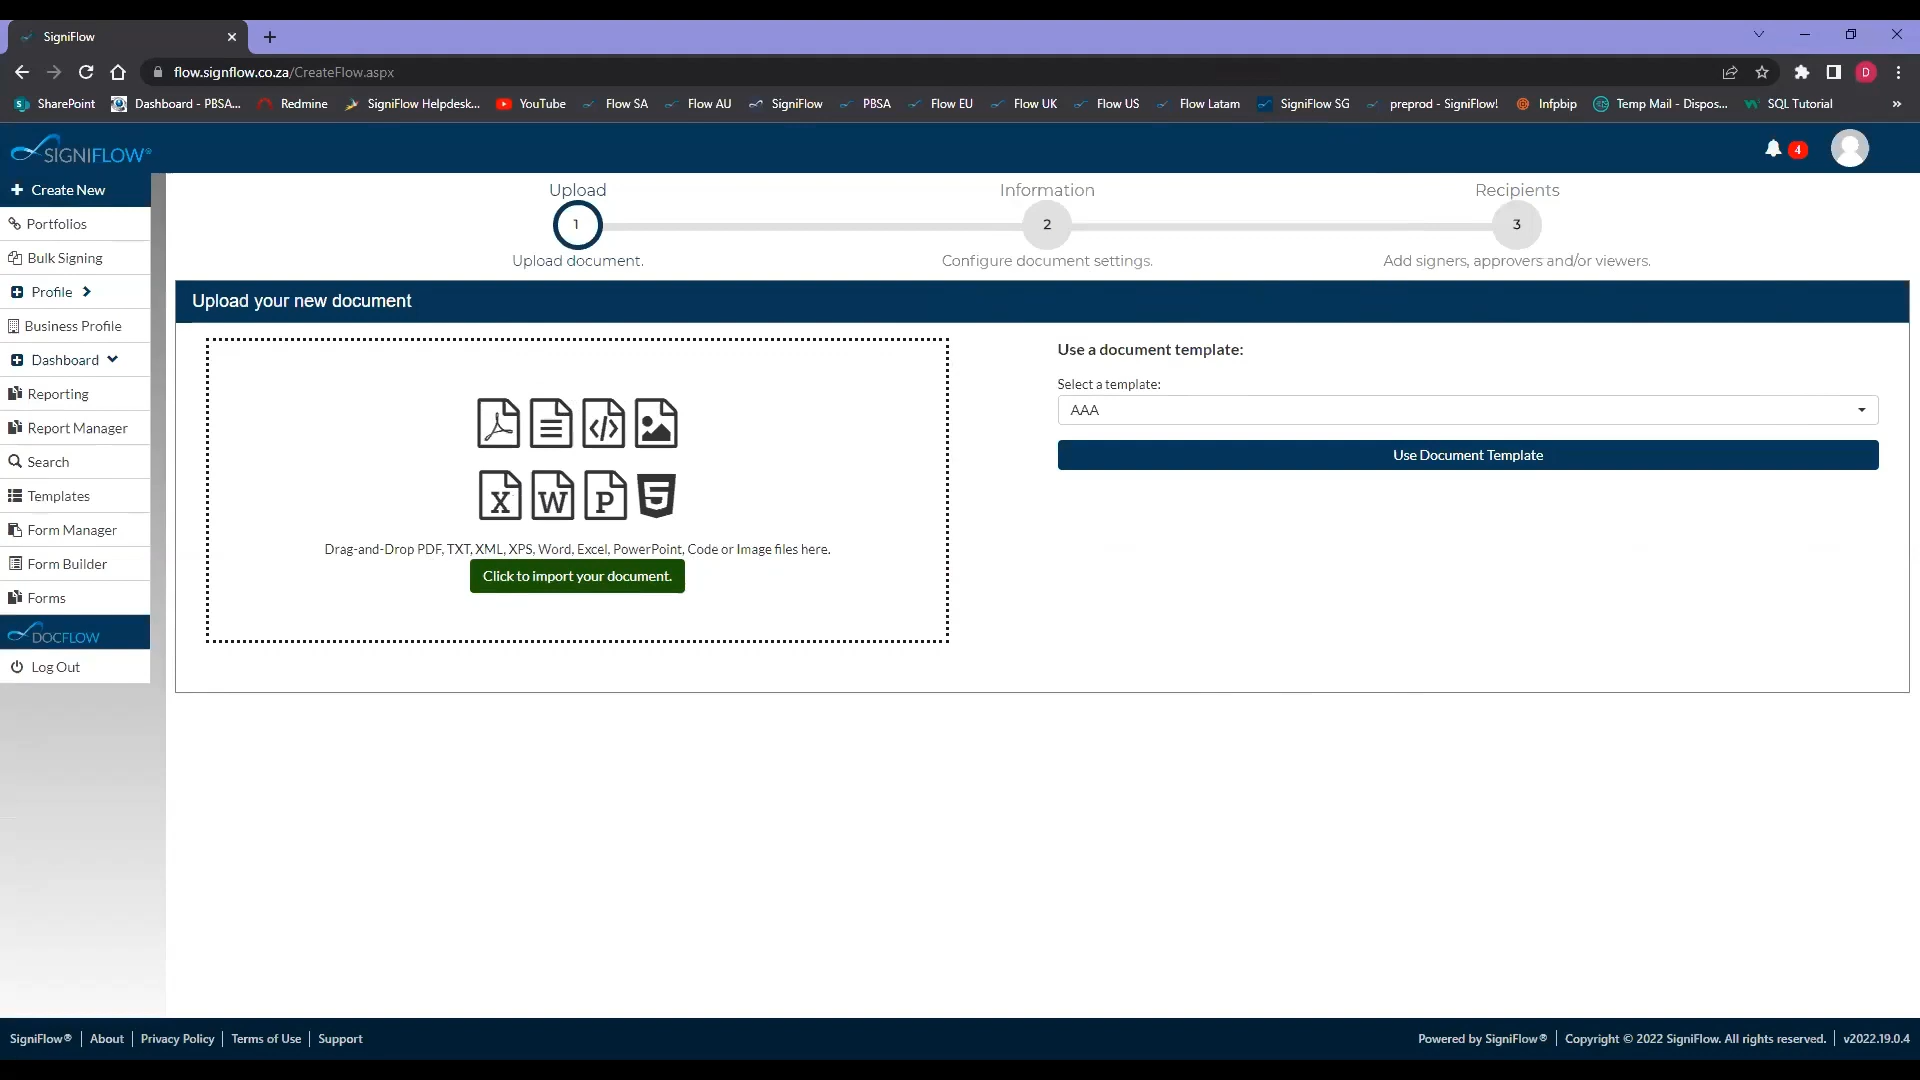 SigniFlow
flow.signflow.co.za/CreateFlow.aspx
D
SharePoint Dashboard - PBSA... Redmine SigniFlow Helpdesk... YouTube Flow SA Flow AU SigniFlow PBSA Flow EU Flow UK Flow US Flow Latam SigniFlow SG preprod - SigniFlow! Infpbip Temp Mail - Dispos... SQL Tutorial »
SIGNIFLOW®
4
Create New
Portfolios
Bulk Signing
Profile
Business Profile
Dashboard
Reporting
Report Manager
Search
Templates
Form Manager
Form Builder
Forms
DOCFLOW
Log Out
Upload Information Recipients
1 2 3
Upload document. Configure document settings. Add signers, approvers and/or viewers.
Upload your new document
X W P 5
Drag-and-Drop PDF, TXT, XML, XPS, Word, Excel, PowerPoint, Code or Image files here.
Click to import your document.
Use a document template:
Select a template:
AAA
Use Document Template
SigniFlow® | About | Privacy Policy | Terms of Use | Support
Powered by SigniFlow® | Copyright © 2022 SigniFlow. All rights reserved. | v2022.19.0.4